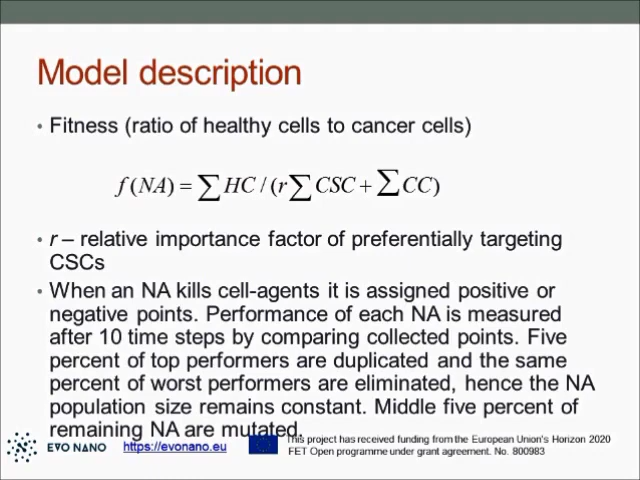 Model description
• Fitness (ratio of healthy cells to cancer cells)
f (NA) = ∑ HC / (r ∑ CSC + ∑ CC)
• r – relative importance factor of preferentially targeting
CSCs
• When an NA kills cell-agents it is assigned positive or
negative points. Performance of each NA is measured
after 10 time steps by comparing collected points. Five
percent of top performers are duplicated and the same
percent of worst performers are eliminated, hence the NA
population size remains constant. Middle five percent of
remaining NA are mutated.
EVO NANO
https://evonano.eu
This project has received funding from the European Union's Horizon 2020
FET Open programme under grant agreement. No. 800983